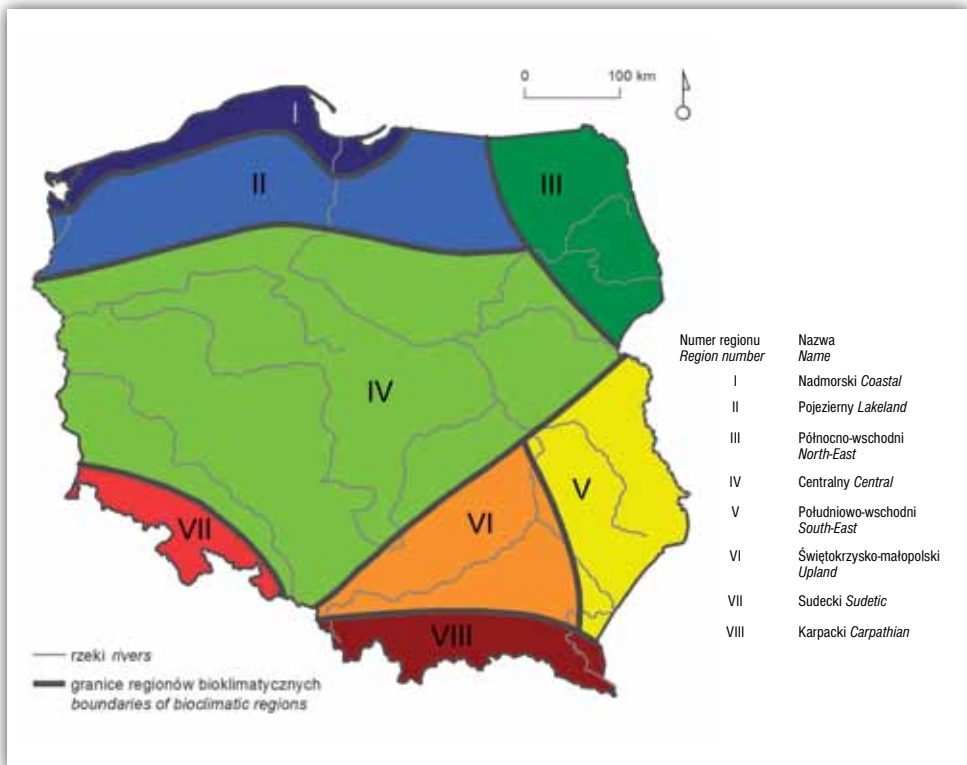 0 100 km
I
II
III
IV
V
VI
VII
VIII
rzeki rivers
granice regionów bioklimatycznych
boundaries of bioclimatic regions
Numer regionu Nazwa
Region number Name
I Nadmorski Coastal
II Pojezierny Lakeland
III Północno-wschodni
North-East
IV Centralny Central
V Południowo-wschodni
South-East
VI Świętokrzysko-małopolski
Upland
VII Sudecki Sudetic
VIII Karpacki Carpathian